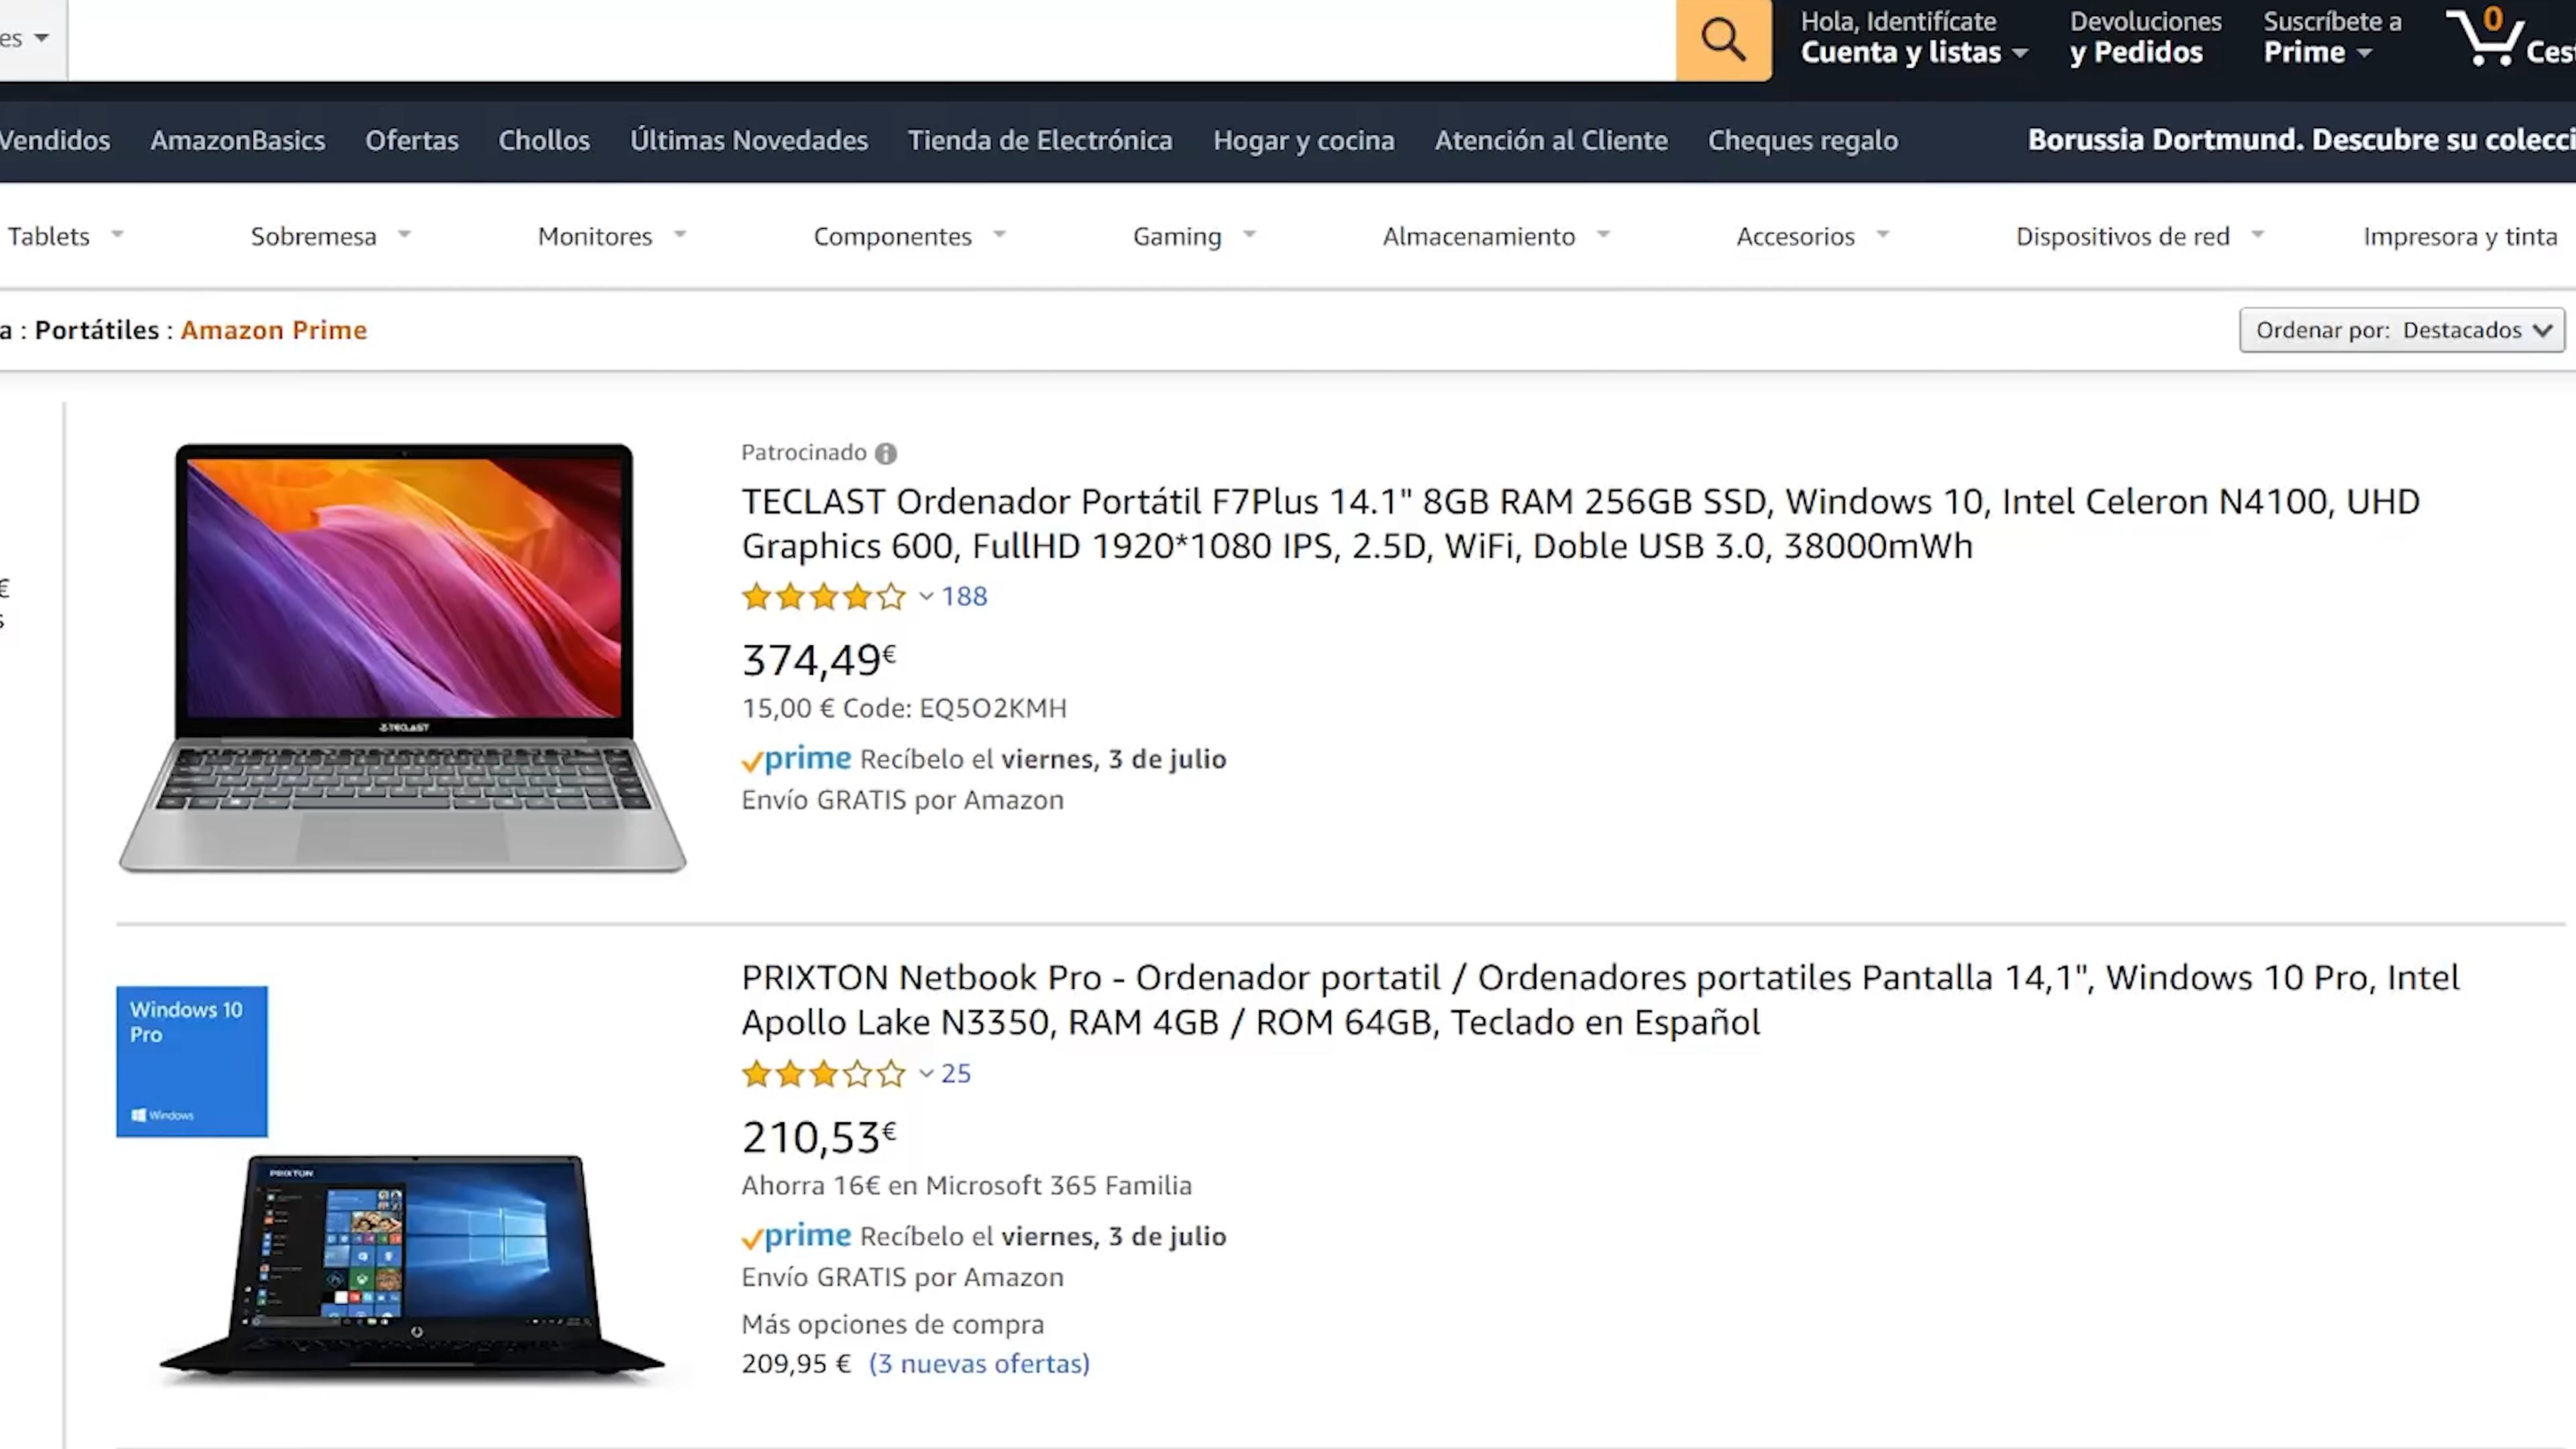 es
Hola, Identifícate
Cuenta y listas
Devoluciones
y Pedidos
Suscríbete a
Prime
0
Ces
Vendidos AmazonBasics Ofertas Chollos Últimas Novedades Tienda de Electrónica Hogar y cocina Atención al Cliente Cheques regalo Borussia Dortmund. Descubre su colecci
Tablets Sobremesa Monitores Componentes Gaming Almacenamiento Accesorios Dispositivos de red Impresora y tinta
a : Portátiles : Amazon Prime
Ordenar por: Destacados
€
s
Patrocinado
TECLAST Ordenador Portátil F7Plus 14.1" 8GB RAM 256GB SSD, Windows 10, Intel Celeron N4100, UHD
Graphics 600, FullHD 1920*1080 IPS, 2.5D, WiFi, Doble USB 3.0, 38000mWh
188
374,49€
15,00 € Code: EQ5O2KMH
prime Recíbelo el viernes, 3 de julio
Envío GRATIS por Amazon
TECLAST
PRIXTON Netbook Pro - Ordenador portatil / Ordenadores portatiles Pantalla 14,1", Windows 10 Pro, Intel
Apollo Lake N3350, RAM 4GB / ROM 64GB, Teclado en Español
25
210,53€
Ahorra 16€ en Microsoft 365 Familia
prime Recíbelo el viernes, 3 de julio
Envío GRATIS por Amazon
Más opciones de compra
209,95 € (3 nuevas ofertas)
Windows 10
Pro
Windows
PRIXTON